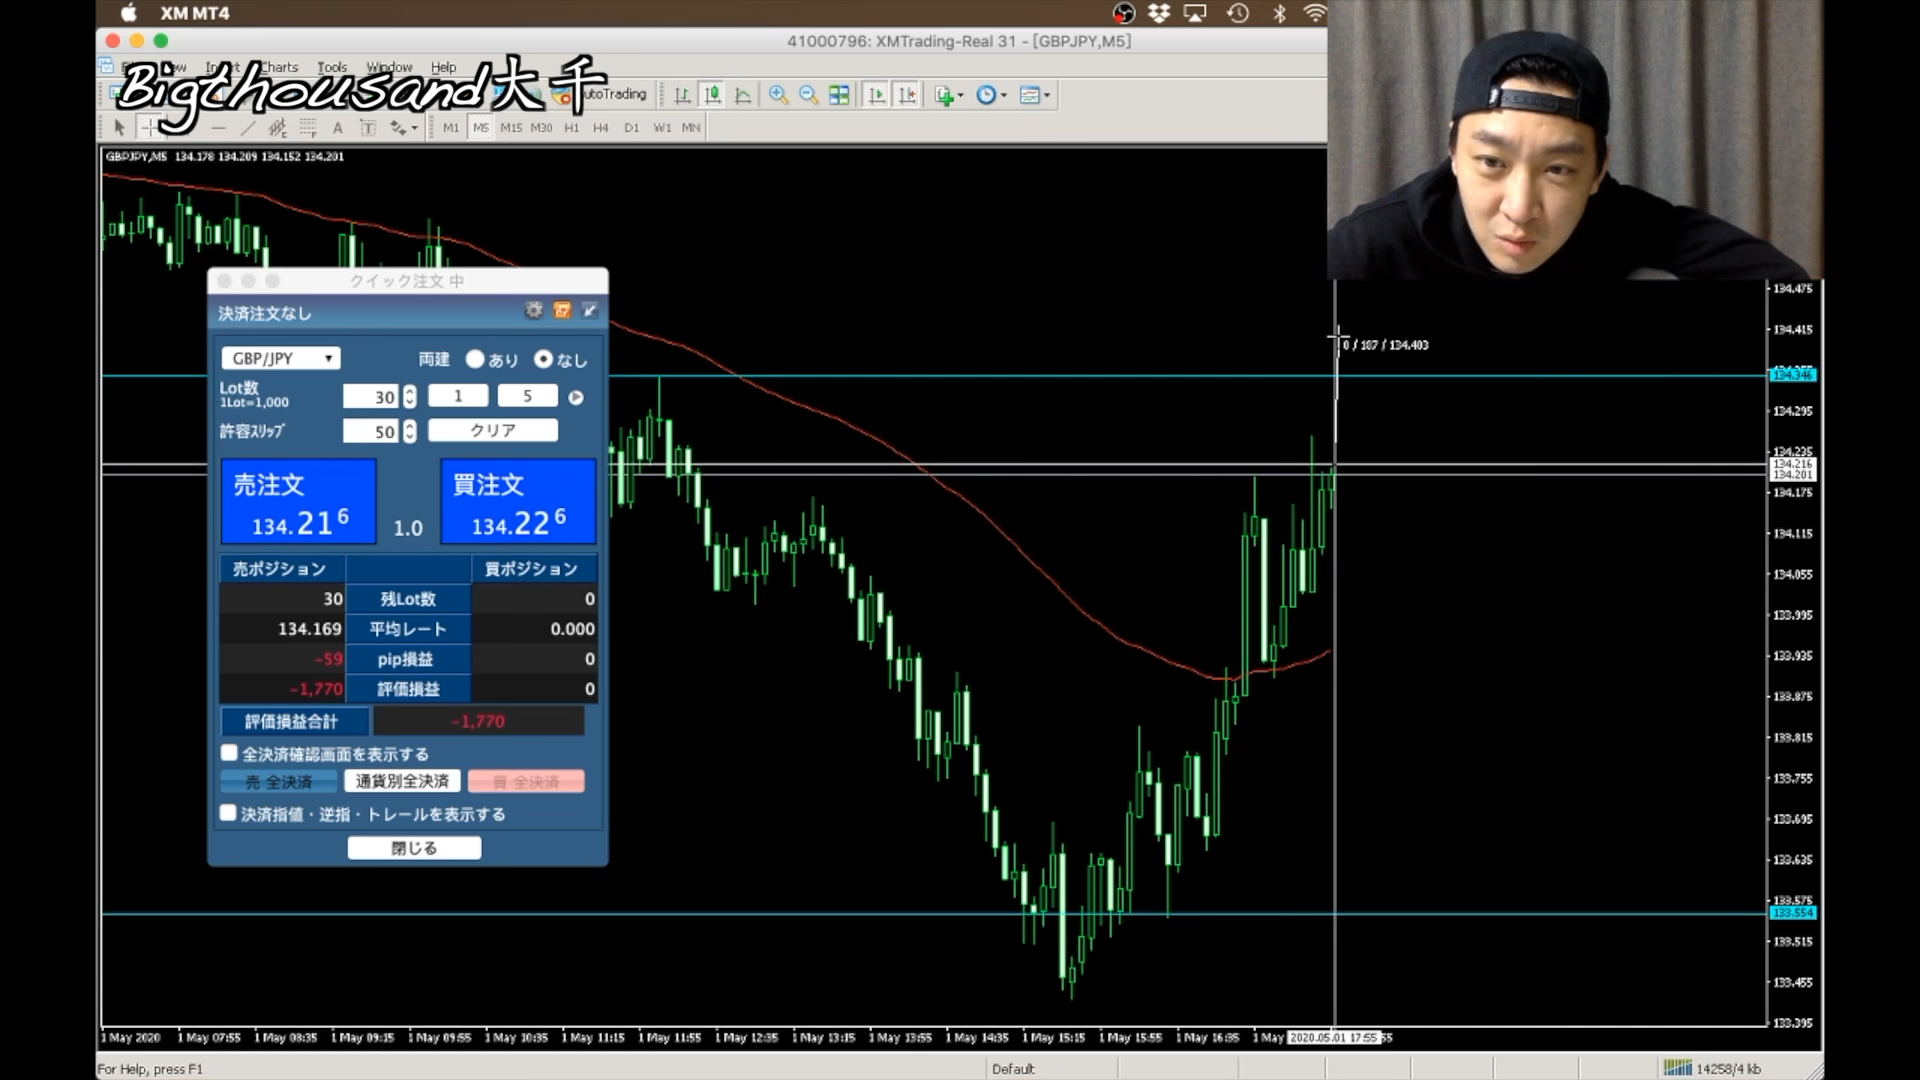 XM MT4
41000796: XMTrading-Real 31 - [GBPJPY,M5]
Charts Tools Window Help
Bigthousand大千
AutoTrading
A T
M1 M5 M15 M30 H1 H4 D1 W1 MN
GBPJPY,M5 134.178 134.209 134.152 134.201
クイック注文 中
決済注文なし
GBP/JPY 両建 あり なし
Lot数
1Lot=1,000
30 1 5
許容スリップ 50 クリア
売注文 買注文
134.216 1.0 134.226
売ポジション 買ポジション
30 残Lot数 0
134.169 平均レート 0.000
-59 pip損益 0
-1,770 評価損益 0
評価損益合計 -1,770
全決済確認画面を表示する
売 全決済 通貨別全決済 買 全決済
決済指値・逆指・トレールを表示する
閉じる
0 / 187 / 134.403
134.475
134.415
134.346
134.295
134.235
134.216
134.201
134.175
134.115
134.055
133.995
133.935
133.875
133.815
133.755
133.695
133.635
133.575
133.554
133.515
133.455
133.395
1 May 2020 1 May 07:55 1 May 08:35 1 May 09:15 1 May 09:55 1 May 10:35 1 May 11:15 1 May 11:55 1 May 12:35 1 May 13:15 1 May 13:55 1 May 14:35 1 May 15:15 1 May 15:55 1 May 16:35 1 May 2020.05.01 17:55 55
For Help, press F1 Default 14258/4 kb